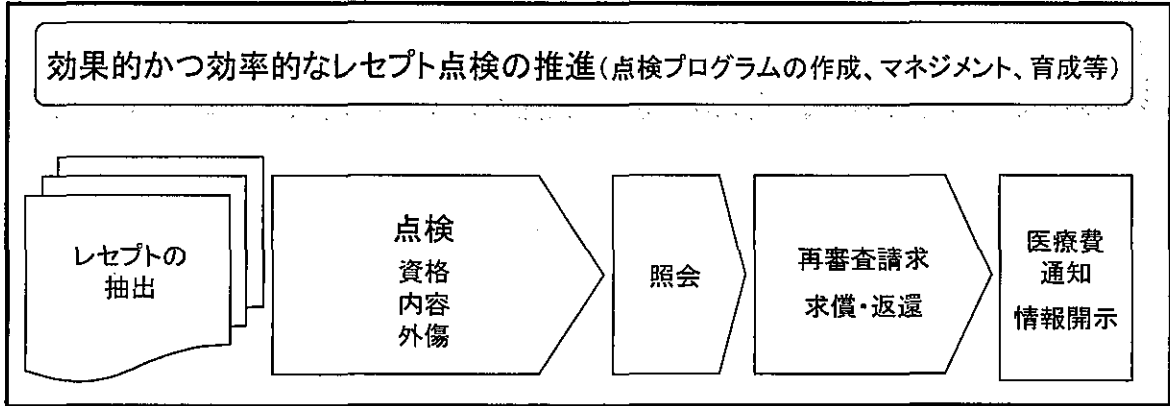 効果的かつ効率的なレセプト点検の推進(点検プログラムの作成、マネジメント、育成等)
レセプトの
抽出
点検
資格
内容
外傷
照会
再審査請求
求償・返還
医療費
通知
情報開示